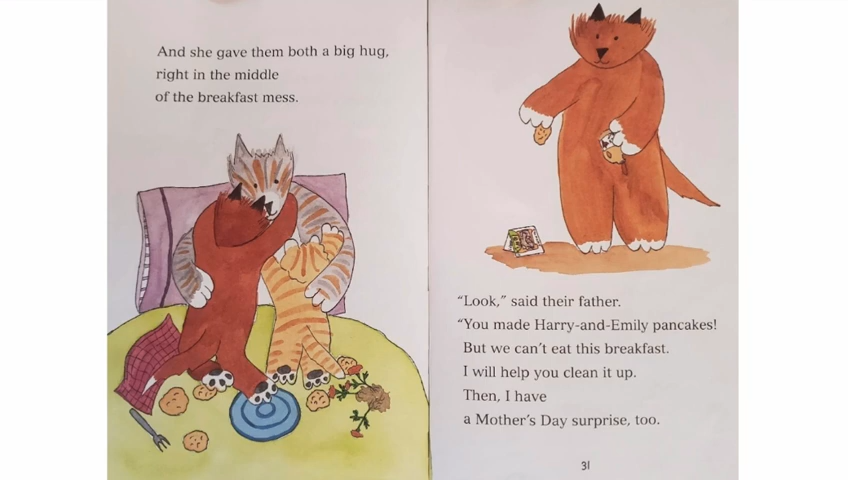 And she gave them both a big hug,
right in the middle
of the breakfast mess.
“Look,” said their father.
“You made Harry-and-Emily pancakes!
But we can’t eat this breakfast.
I will help you clean it up.
Then, I have
a Mother’s Day surprise, too.
31